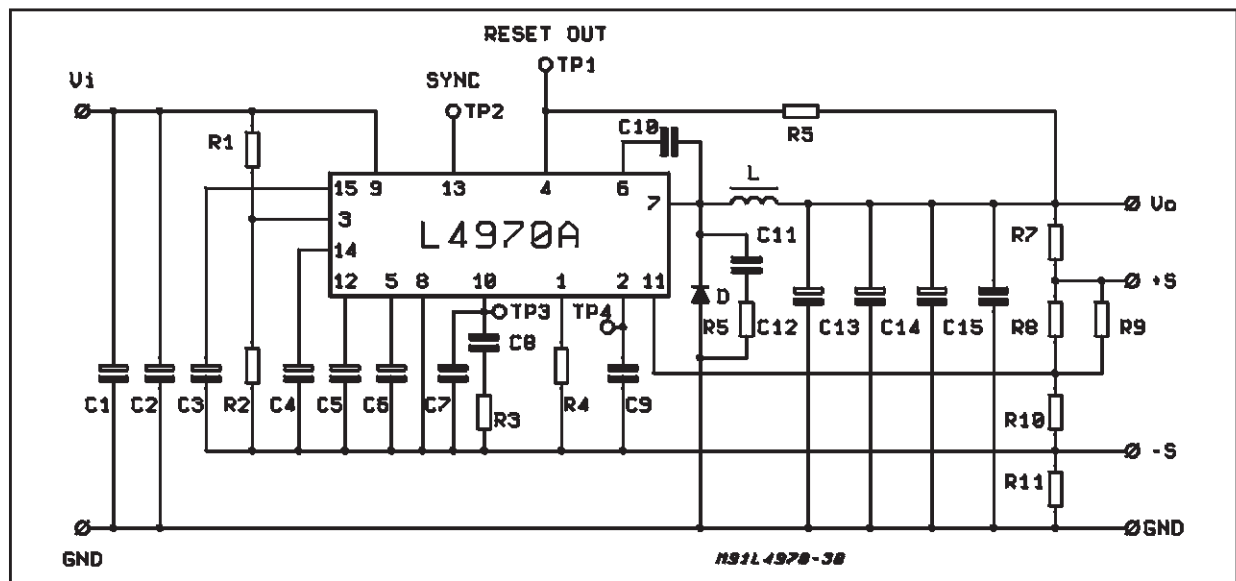 RESET OUT
TP1
Vi
SYNC
TP2
R1
C10
R5
L
15 9 13 4 6
7
3
L4970A
14
12 5 8 10 1 2 11
C11
R7
+S
Vo
TP3
TP4
D
R5
C12
C13
C14
C15
R8
R9
C8
C1
C2
C3
R2
C4
C5
C6
C7
R3
R4
C9
R10
-S
R11
GND
GND
M91L4970-30